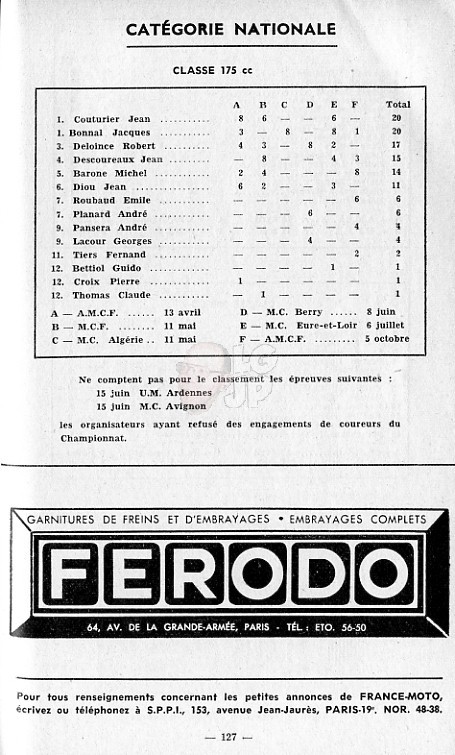 CATÉGORIE NATIONALE
CLASSE 175 cc
A B C D E F Total
1. Couturier Jean ........... 8 6 — — 6 — 20
1. Bonnal Jacques ........... 3 — 8 — 8 1 20
3. Deloince Robert .......... 4 3 — 8 2 — 17
4. Descoureaux Jean ......... — 8 — — 4 3 15
5. Barone Michel ............ 2 4 — — — 8 14
6. Diou Jean ................ 6 2 — — 3 — 11
7. Roubaud Emile ............ — — — — — 6 6
7. Planard André ............ — — — 6 — — 6
9. Pansera André ............ — — — — — 4 4
9. Lacour Georges ........... — — — 4 — — 4
11. Tiers Fernand ........... — — — — — 2 2
12. Bettiol Guido ........... — — — — 1 — 1
12. Croix Pierre ............ 1 — — — — — 1
12. Thomas Claude ........... — 1 — — — — 1
A — A.M.C.F. ....... 13 avril D — M.C. Berry ...... 8 juin
B — M.C.F. ........ 11 mai E — M.C. Eure-et-Loir 6 juillet
C — M.C. Algérie .. 11 mai F — A.M.C.F. ......... 5 octobre
LG
JP
Ne comptent pas pour le classement les épreuves suivantes :
15 juin U.M. Ardennes
15 juin M.C. Avignon
les organisateurs ayant refusé des engagements de coureurs du
Championnat.
GARNITURES DE FREINS ET D'EMBRAYAGES • EMBRAYAGES COMPLETS
FERODO
64, AV. DE LA GRANDE-ARMÉE, PARIS - TÉL : ETO. 56-50
Pour tous renseignements concernant les petites annonces de FRANCE-MOTO,
écrivez ou téléphonez à S.P.P.I., 153, avenue Jean-Jaurès, PARIS-19e. NOR. 48-38.
— 127 —